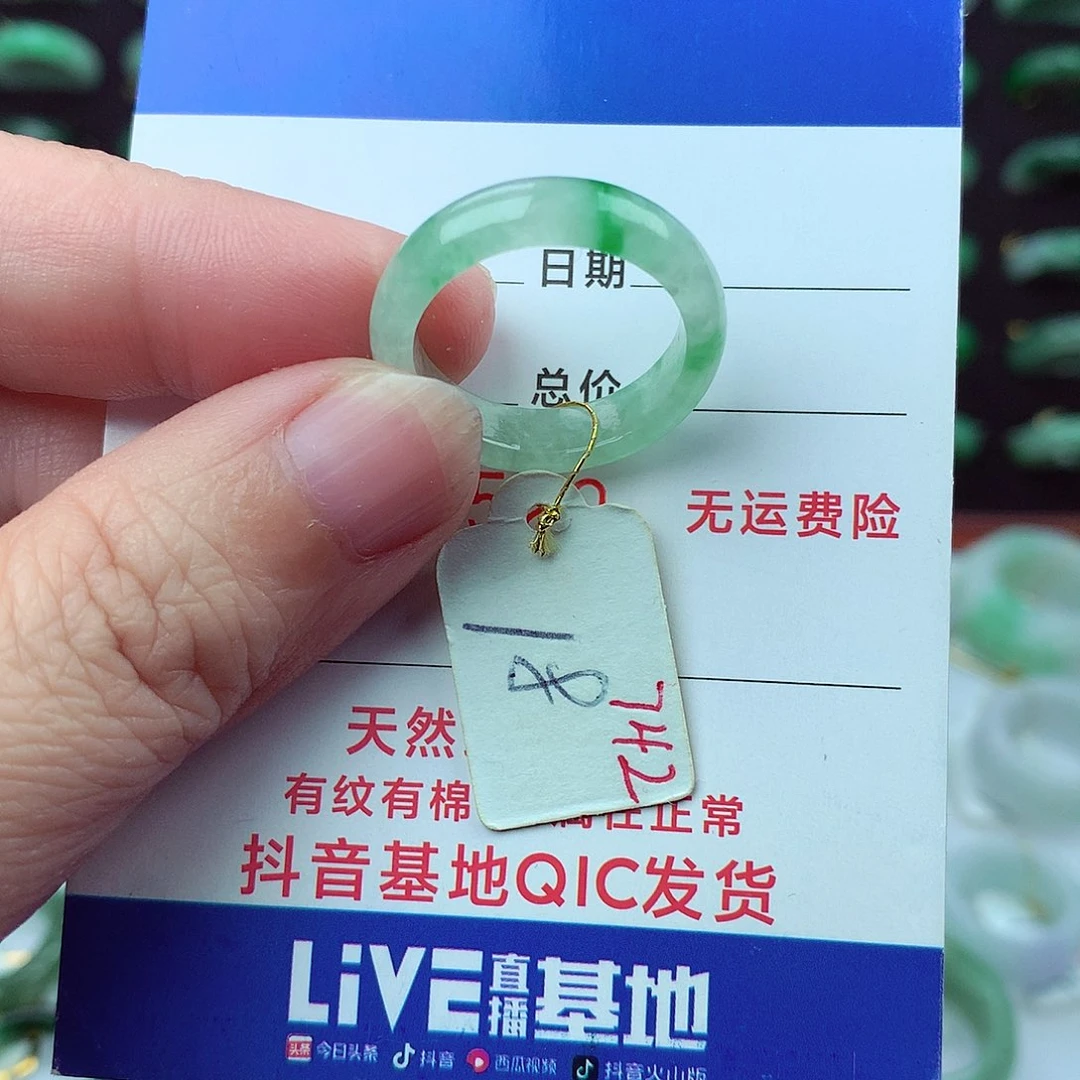 日期
总价
无运费险
18
742
天然
有纹有棉 正常
抖音基地QIC发货
LiVE直播基地
头条 今日头条 抖音 西瓜视频 抖音火山版